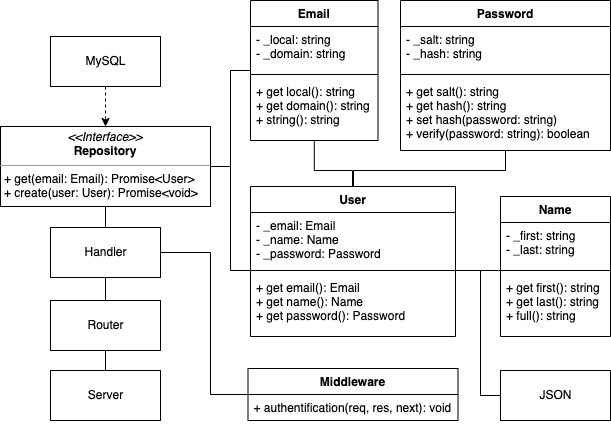 MySQL
<<Interface>>
Repository
+ get(email: Email): Promise<User>
+ create(user: User): Promise<void>
Handler
Router
Server
Email
- _local: string
- _domain: string
+ get local(): string
+ get domain(): string
+ string(): string
Password
- _salt: string
- _hash: string
+ get salt(): string
+ get hash(): string
+ set hash(password: string)
+ verify(password: string): boolean
User
- _email: Email
- _name: Name
- _password: Password
+ get email(): Email
+ get name(): Name
+ get password(): Password
Name
- _first: string
- _last: string
+ get first(): string
+ get last(): string
+ full(): string
Middleware
+ authentification(req, res, next): void
JSON